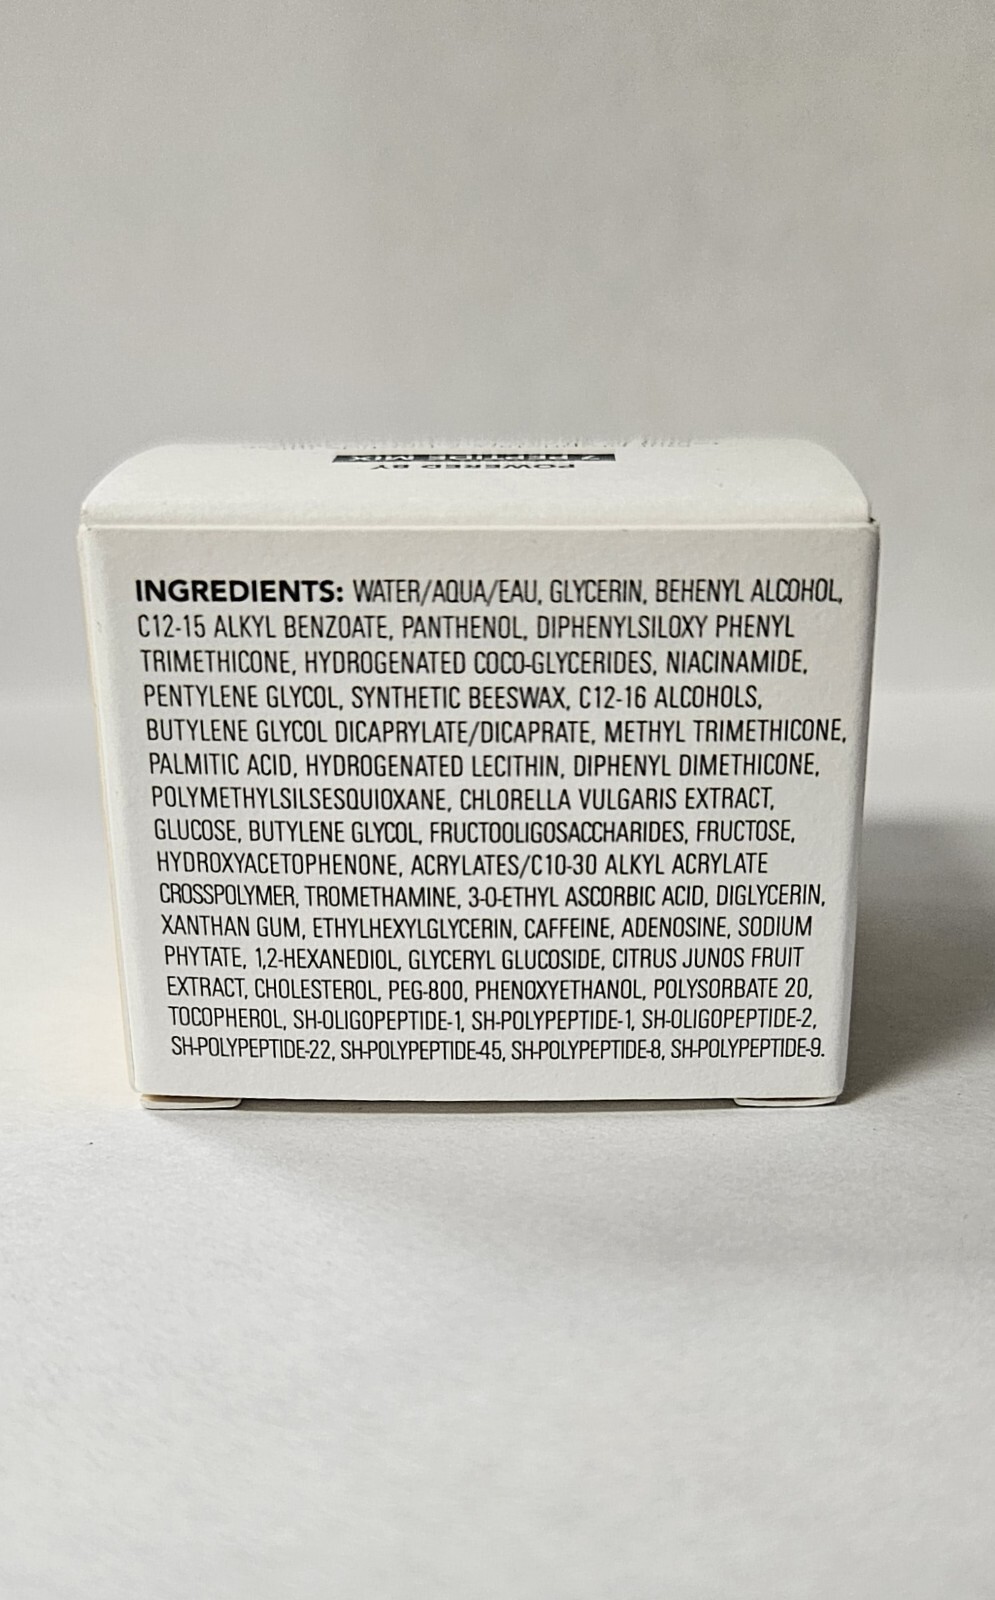 POWERED BY
7 PEPTIDE MIX
INGREDIENTS: WATER/AQUA/EAU, GLYCERIN, BEHENYL ALCOHOL,
C12-15 ALKYL BENZOATE, PANTHENOL, DIPHENYLSILOXY PHENYL
TRIMETHICONE, HYDROGENATED COCO-GLYCERIDES, NIACINAMIDE,
PENTYLENE GLYCOL, SYNTHETIC BEESWAX, C12-16 ALCOHOLS,
BUTYLENE GLYCOL DICAPRYLATE/DICAPRATE, METHYL TRIMETHICONE,
PALMITIC ACID, HYDROGENATED LECITHIN, DIPHENYL DIMETHICONE,
POLYMETHYLSILSESQUIOXANE, CHLORELLA VULGARIS EXTRACT,
GLUCOSE, BUTYLENE GLYCOL, FRUCTOOLIGOSACCHARIDES, FRUCTOSE,
HYDROXYACETOPHENONE, ACRYLATES/C10-30 ALKYL ACRYLATE
CROSSPOLYMER, TROMETHAMINE, 3-O-ETHYL ASCORBIC ACID, DIGLYCERIN,
XANTHAN GUM, ETHYLHEXYLGLYCERIN, CAFFEINE, ADENOSINE, SODIUM
PHYTATE, 1,2-HEXANEDIOL, GLYCERYL GLUCOSIDE, CITRUS JUNOS FRUIT
EXTRACT, CHOLESTEROL, PEG-800, PHENOXYETHANOL, POLYSORBATE 20,
TOCOPHEROL, SH-OLIGOPEPTIDE-1, SH-POLYPEPTIDE-1, SH-OLIGOPEPTIDE-2,
SH-POLYPEPTIDE-22, SH-POLYPEPTIDE-45, SH-POLYPEPTIDE-8, SH-POLYPEPTIDE-9.